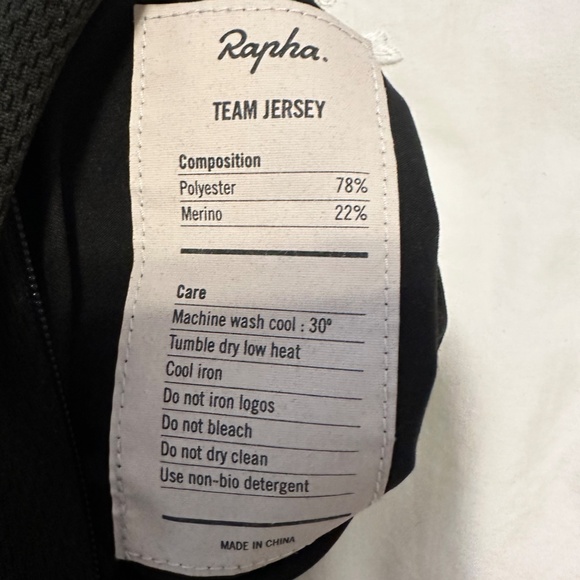 Rapha.
TEAM JERSEY
Composition
Polyester 78%
Merino 22%
Care
Machine wash cool : 30°
Tumble dry low heat
Cool iron
Do not iron logos
Do not bleach
Do not dry clean
Use non-bio detergent
MADE IN CHINA